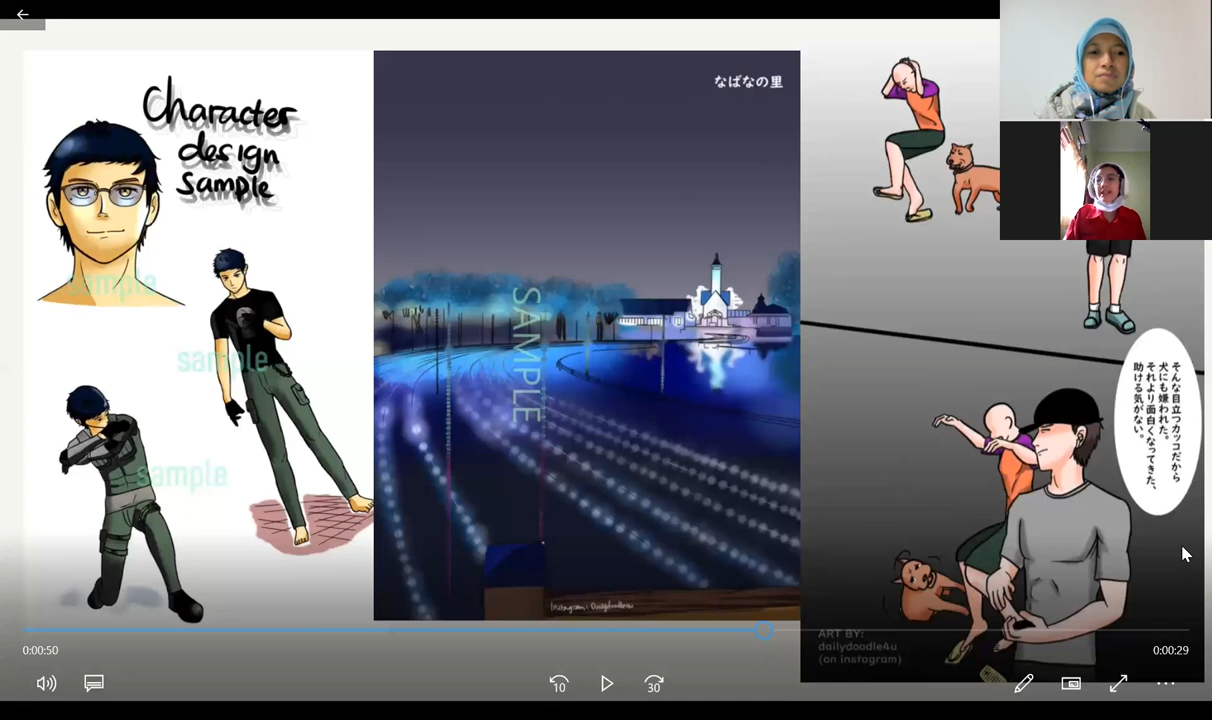 Character
design
Sample
sample
sample
sample
なばなの里
SAMPLE
そんな目立つカッコだから
犬にも嫌われた。
それより面白くなってきた、
助ける気がない。
ART BY:
dailydoodle4u
(on instagram)
0:00:50
0:00:29
10
30